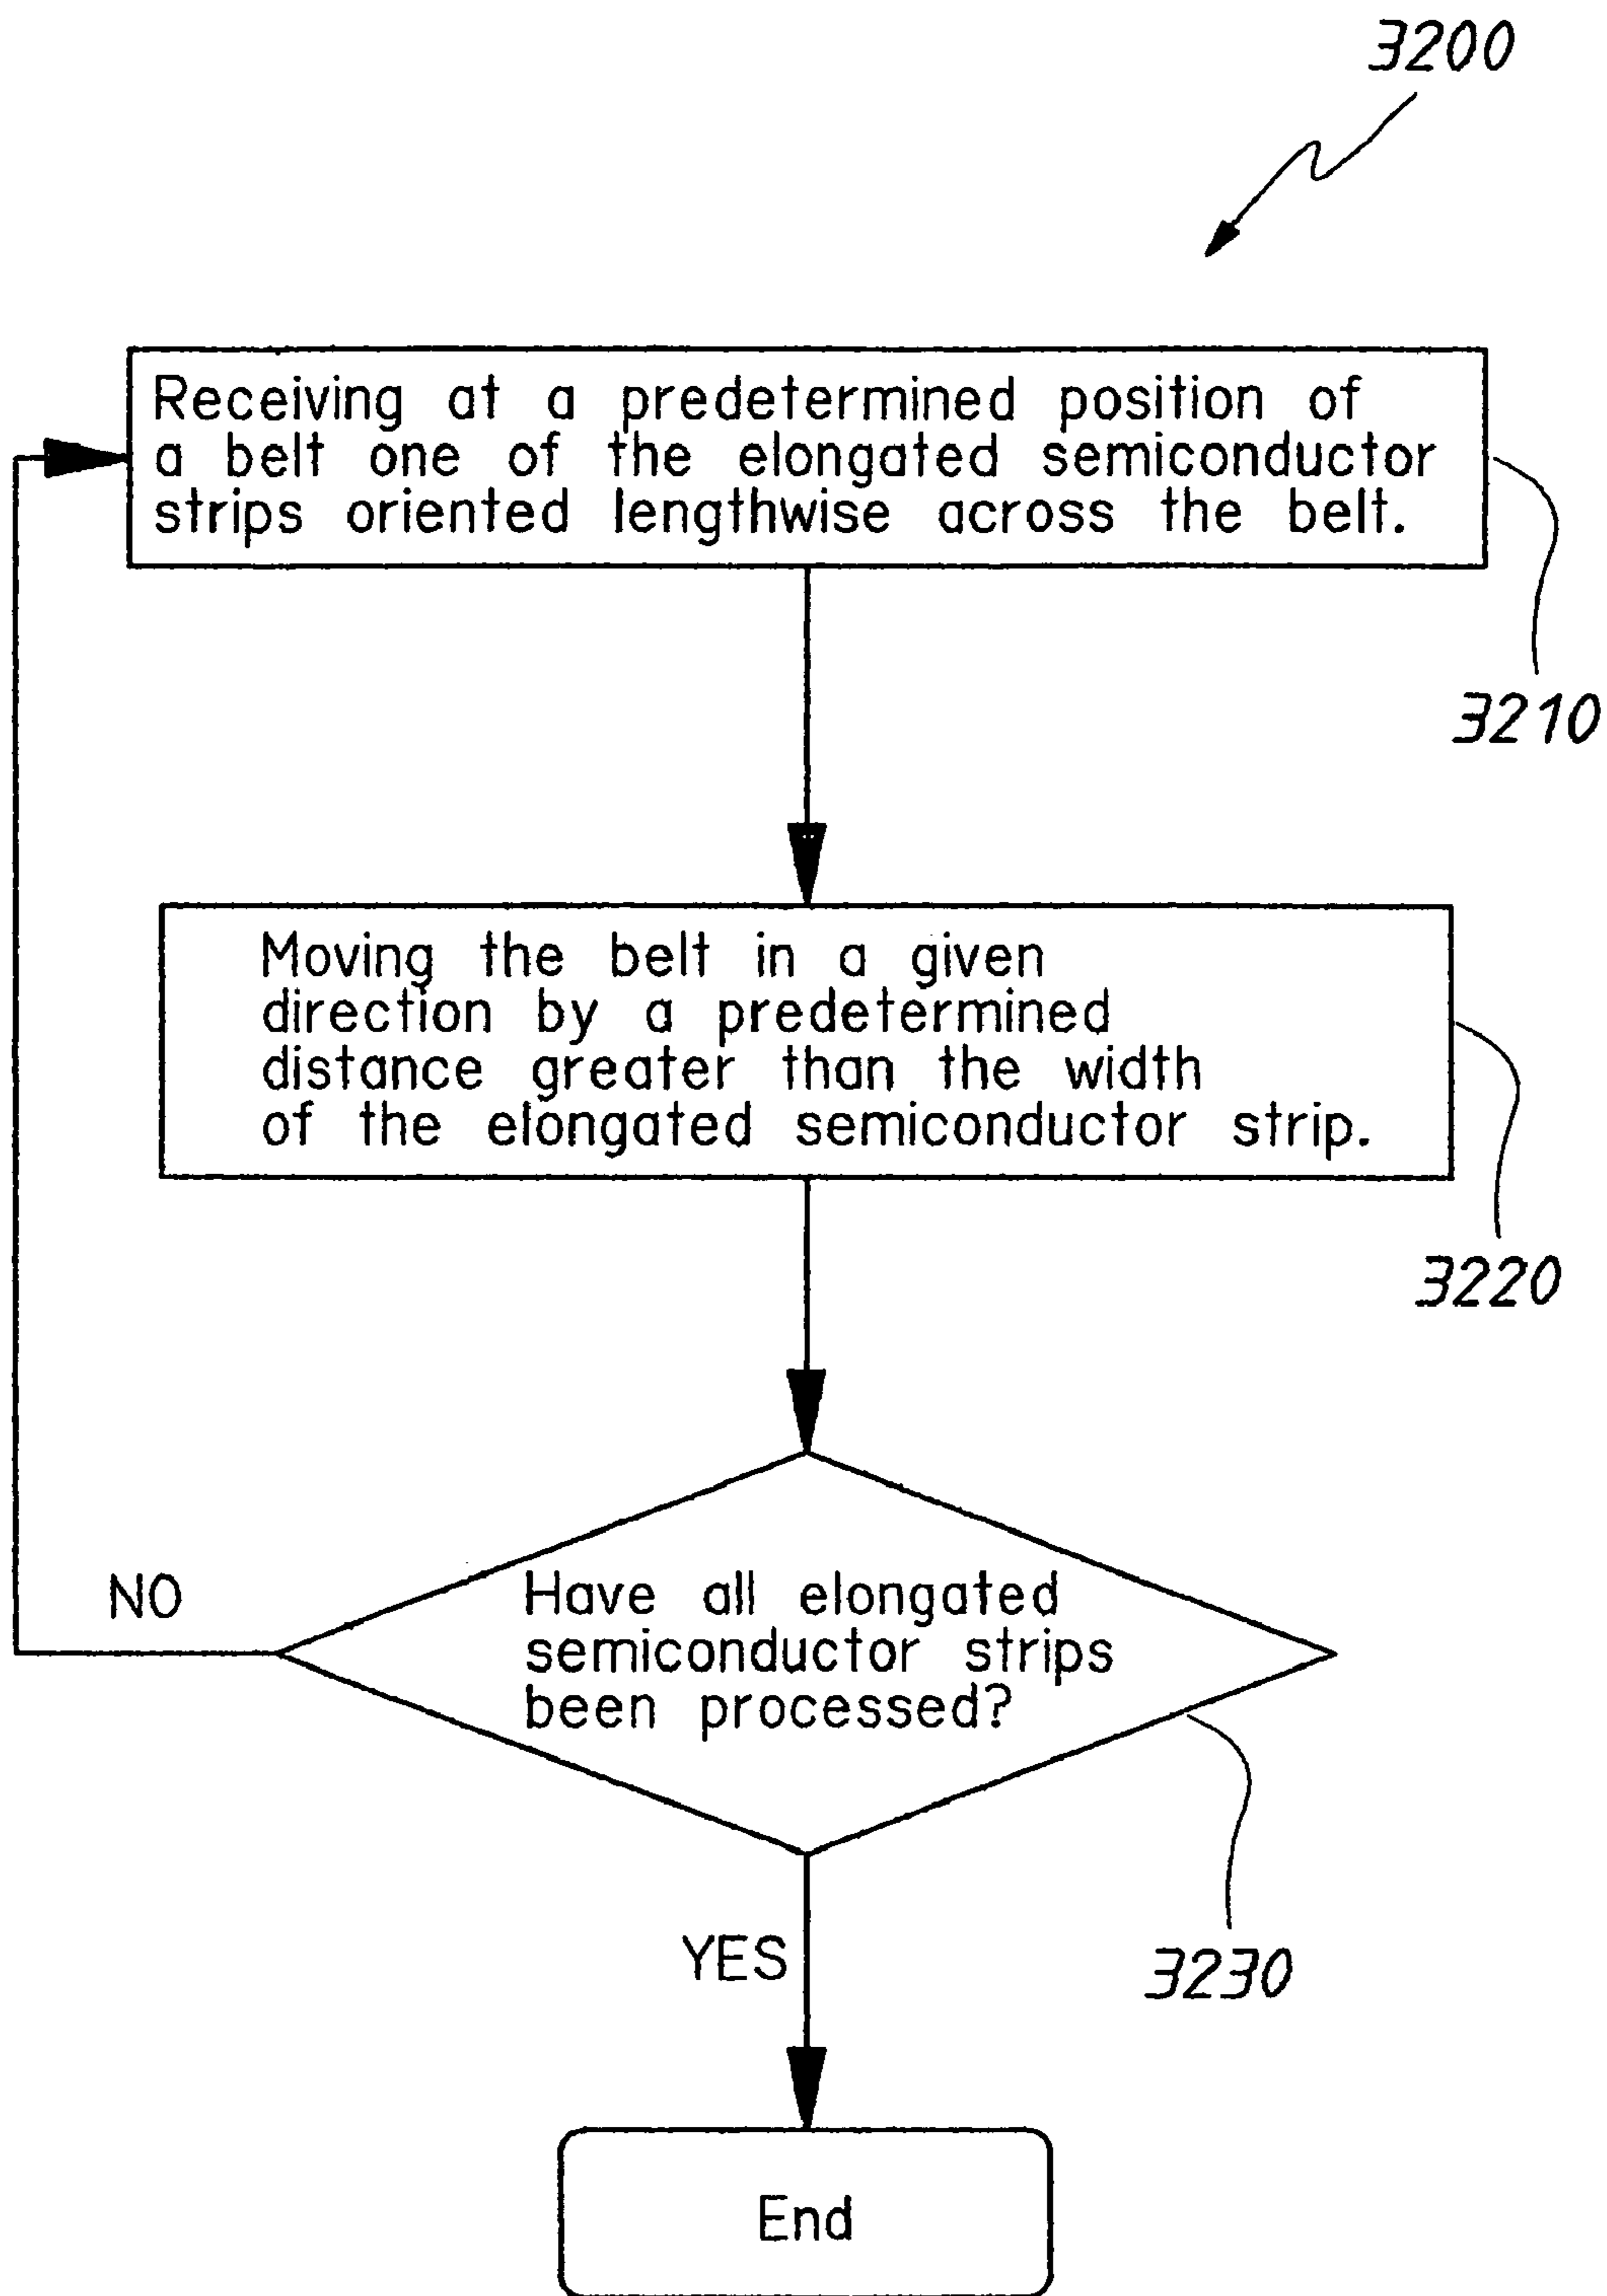 3200
Receiving at a predetermined position of
a belt one of the elongated semiconductor
strips oriented lengthwise across the belt.
3210
Moving the belt in a given
direction by a predetermined
distance greater than the width
of the elongated semiconductor strip.
3220
Have all elongated
semiconductor strips
been processed?
NO
YES
3230
End